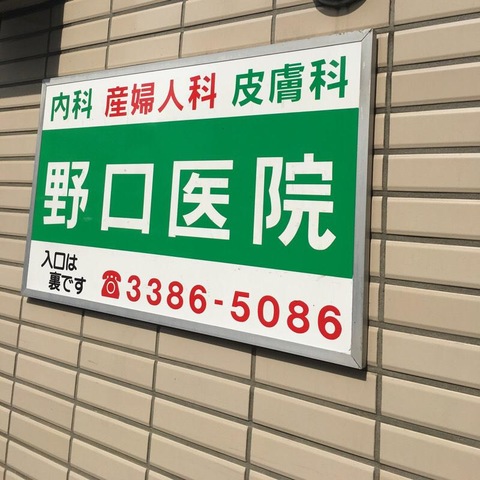 内科 産婦人科 皮膚科
野口医院
入口は
裏です
☎3386-5086